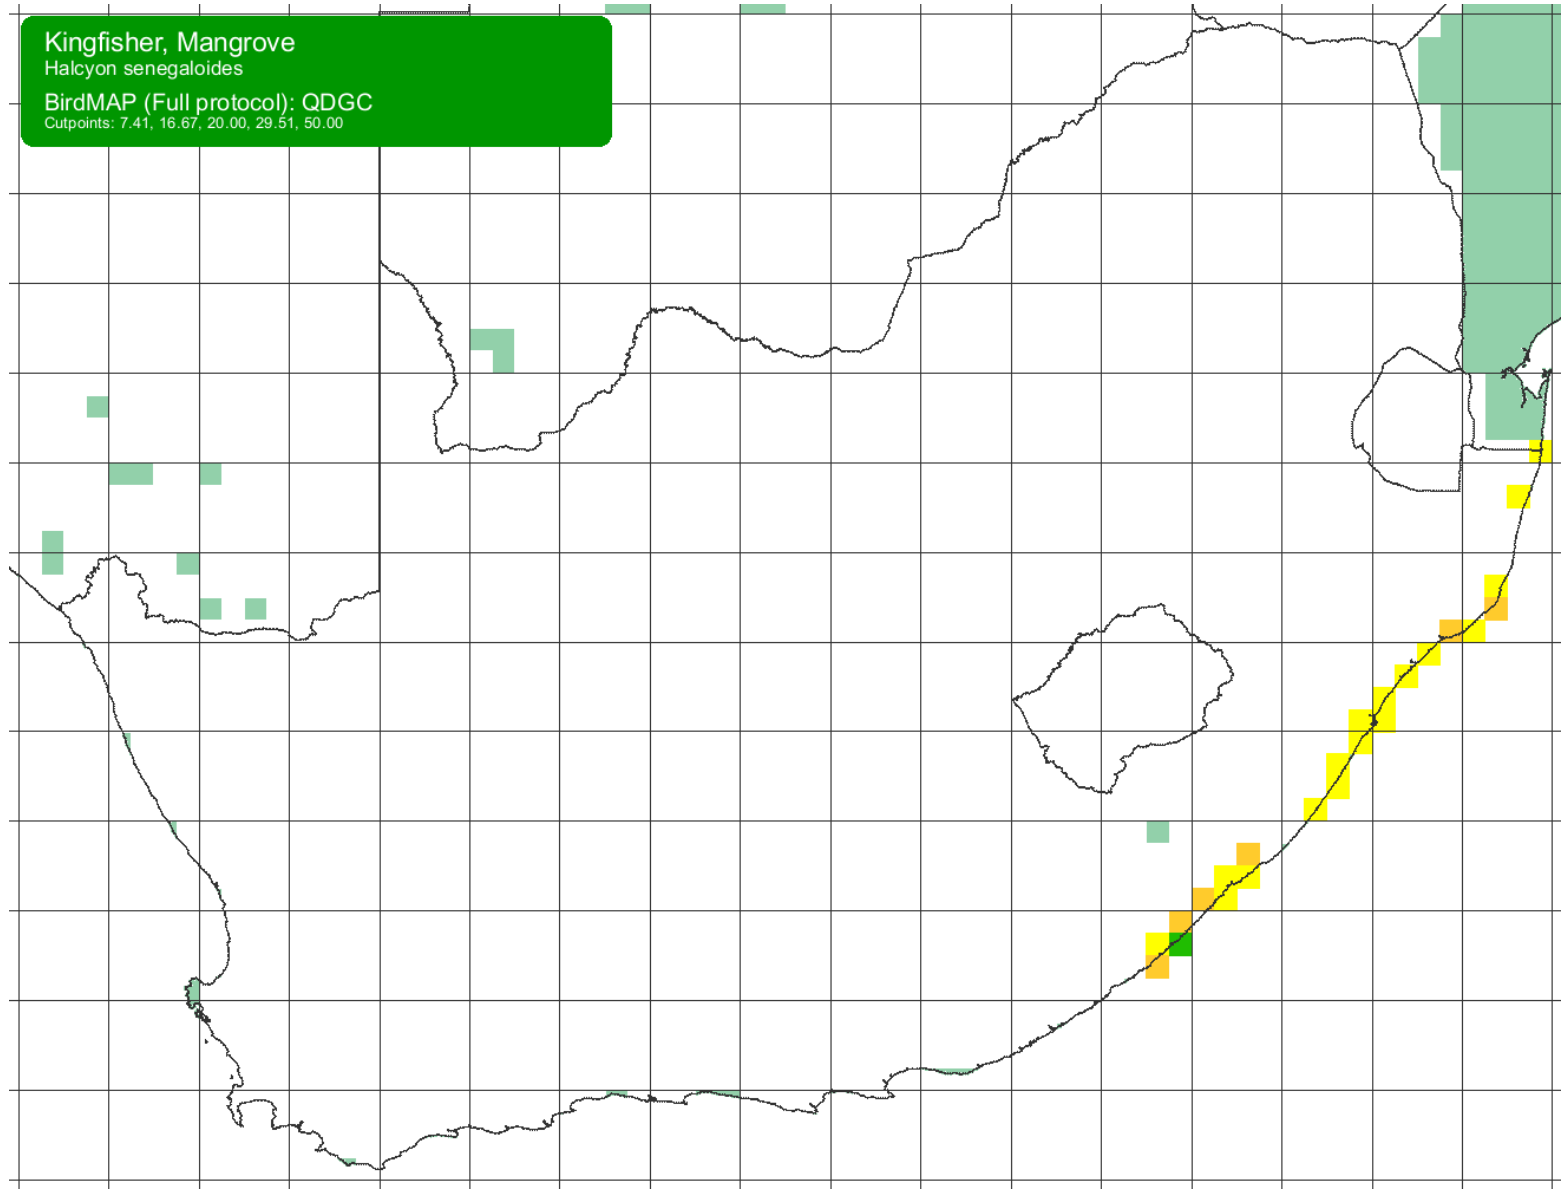 Kingfisher, Mangrove
Halcyon senegaloides
BirdMAP (Full protocol): QDGC
Cutpoints: 7.41, 16.67, 20.00, 29.51, 50.00